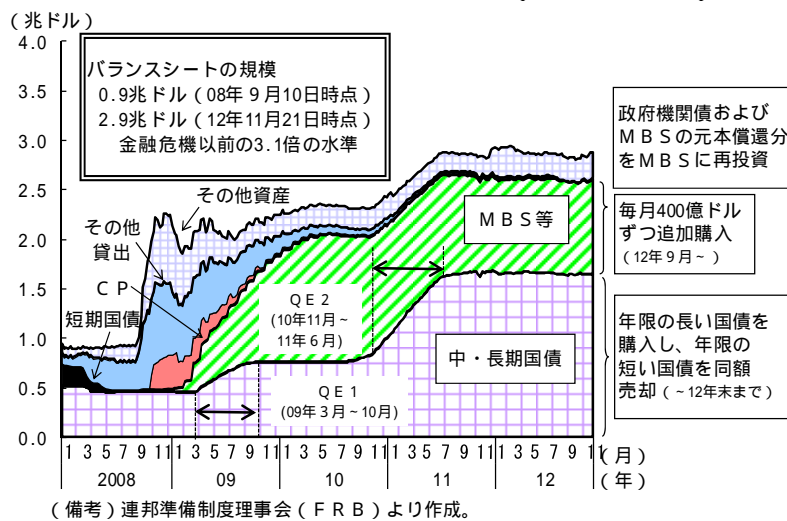 （兆ドル）
4.0
3.5
3.0
2.5
2.0
1.5
1.0
0.5
0.0
バランスシートの規模
0.9兆ドル（08年９月10日時点）
2.9兆ドル（12年11月21日時点）
金融危機以前の3.1倍の水準
その他資産
その他
貸出
ＣＰ
短期国債
ＭＢＳ等
ＱＥ２
(10年11月～
11年６月)
中・長期国債
ＱＥ１
(09年３月～10月)
政府機関債および
ＭＢＳの元本償還分
をＭＢＳに再投資
毎月400億ドル
ずつ追加購入
（12年９月～ ）
年限の長い国債を
購入し、年限の
短い国債を同額
売却（～12年末まで）
1 3 5 7 9 11 1 3 5 7 9 11 1 3 5 7 9 11 1 3 5 7 9 11 1 3 5 7 9 11 (月)
2008 09 10 11 12 (年)
（備考）連邦準備制度理事会（ＦＲＢ）より作成。